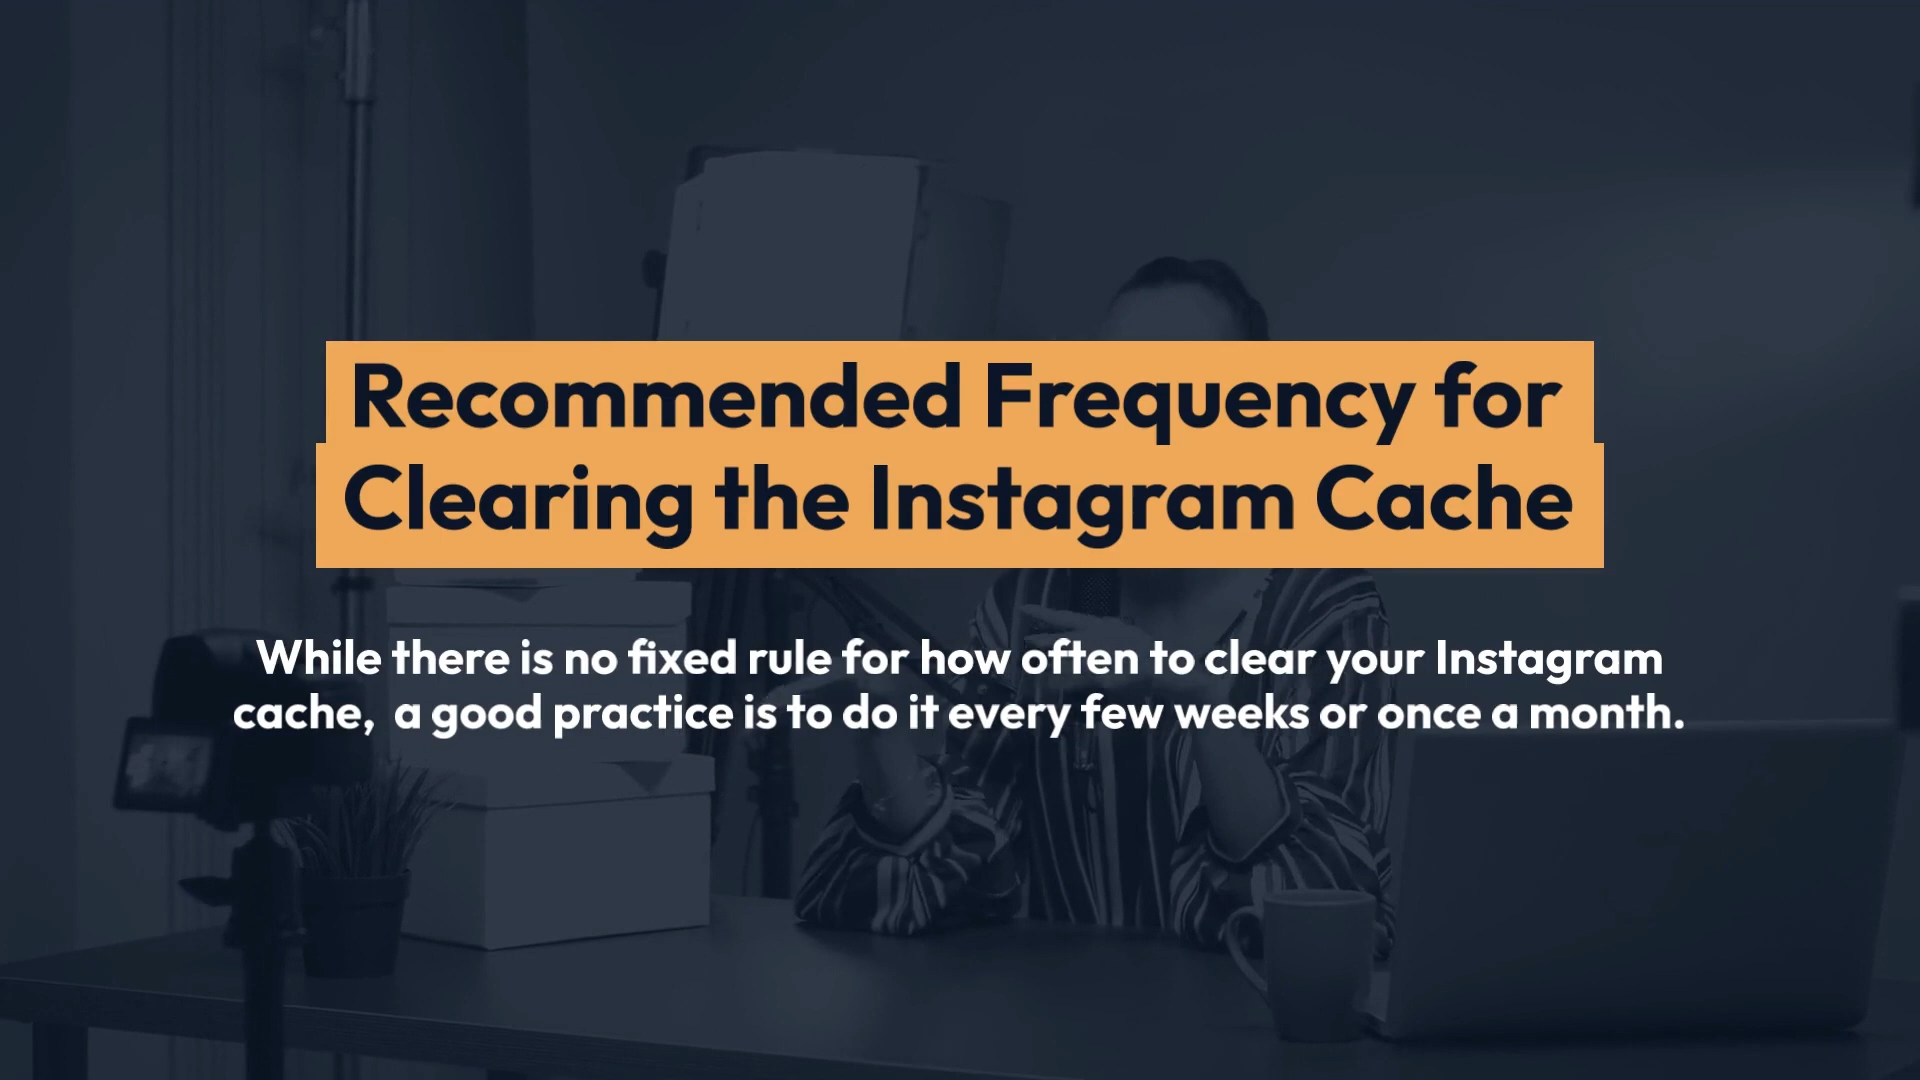 Recommended Frequency for
Clearing the Instagram Cache
While there is no fixed rule for how often to clear your Instagram
cache,  a good practice is to do it every few weeks or once a month.